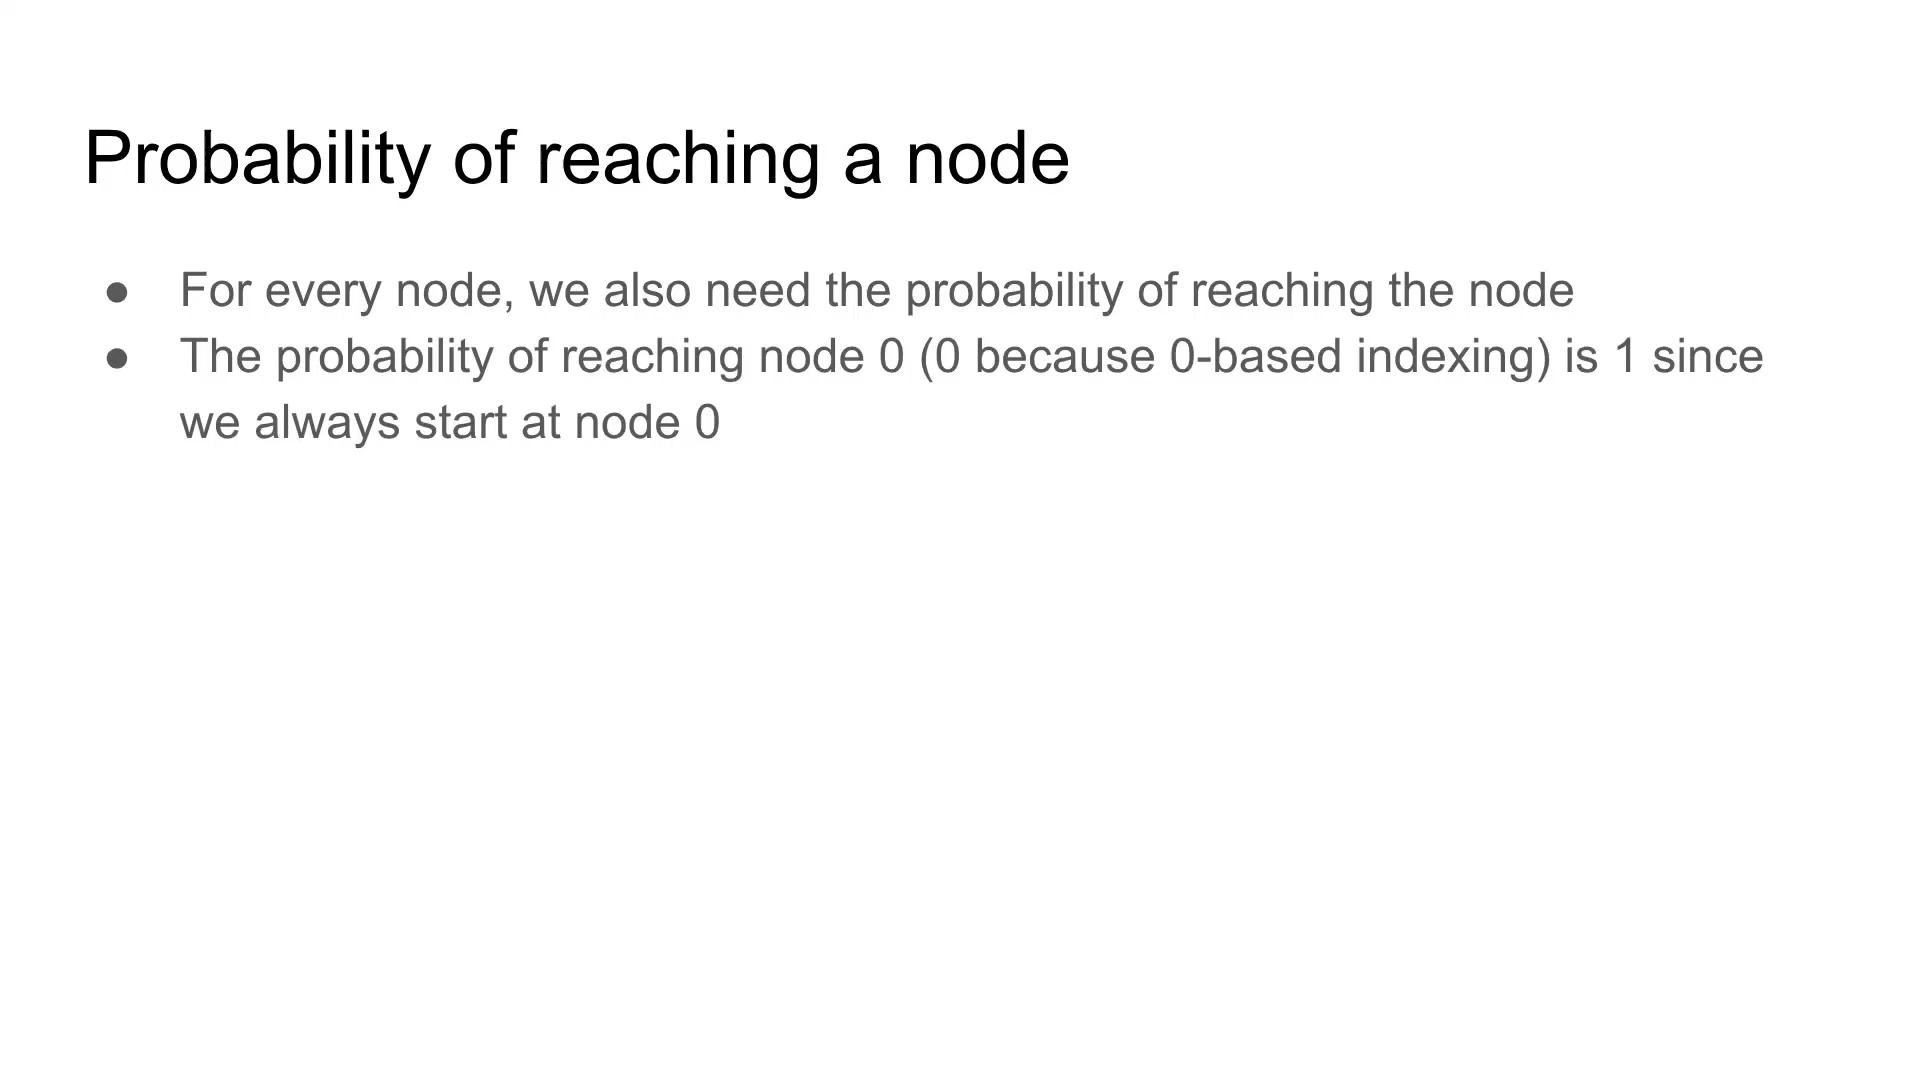 Probability of reaching a node
● For every node, we also need the probability of reaching the node
● The probability of reaching node 0 (0 because 0-based indexing) is 1 since
we always start at node 0